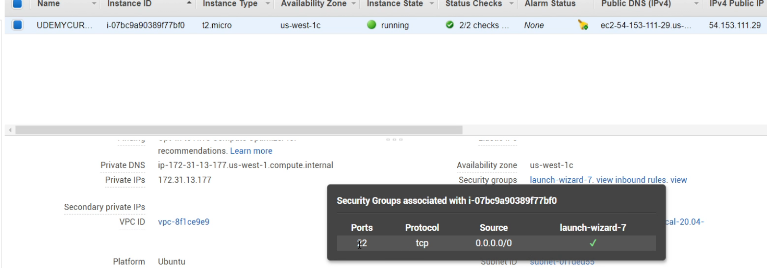 Name Instance ID Instance Type Availability Zone Instance State Status Checks Alarm Status Public DNS (IPv4) IPv4 Public IP
UDEMYCUR... i-07bc9a90389f77bf0 t2.micro us-west-1c running 2/2 checks ... None ec2-54-153-111-29.us-... 54.153.111.29
recommendations. Learn more
Private DNS ip-172-31-13-177.us-west-1.compute.internal Availability zone us-west-1c
Private IPs 172.31.13.177 Security groups launch-wizard-7. view inbound rules. view
Security Groups associated with i-07bc9a90389f77bf0
Secondary private IPs
VPC ID vpc-8f1ce9e9 cal-20.04-
Ports Protocol Source launch-wizard-7
22 tcp 0.0.0.0/0 ✓
Platform Ubuntu Subnet ID